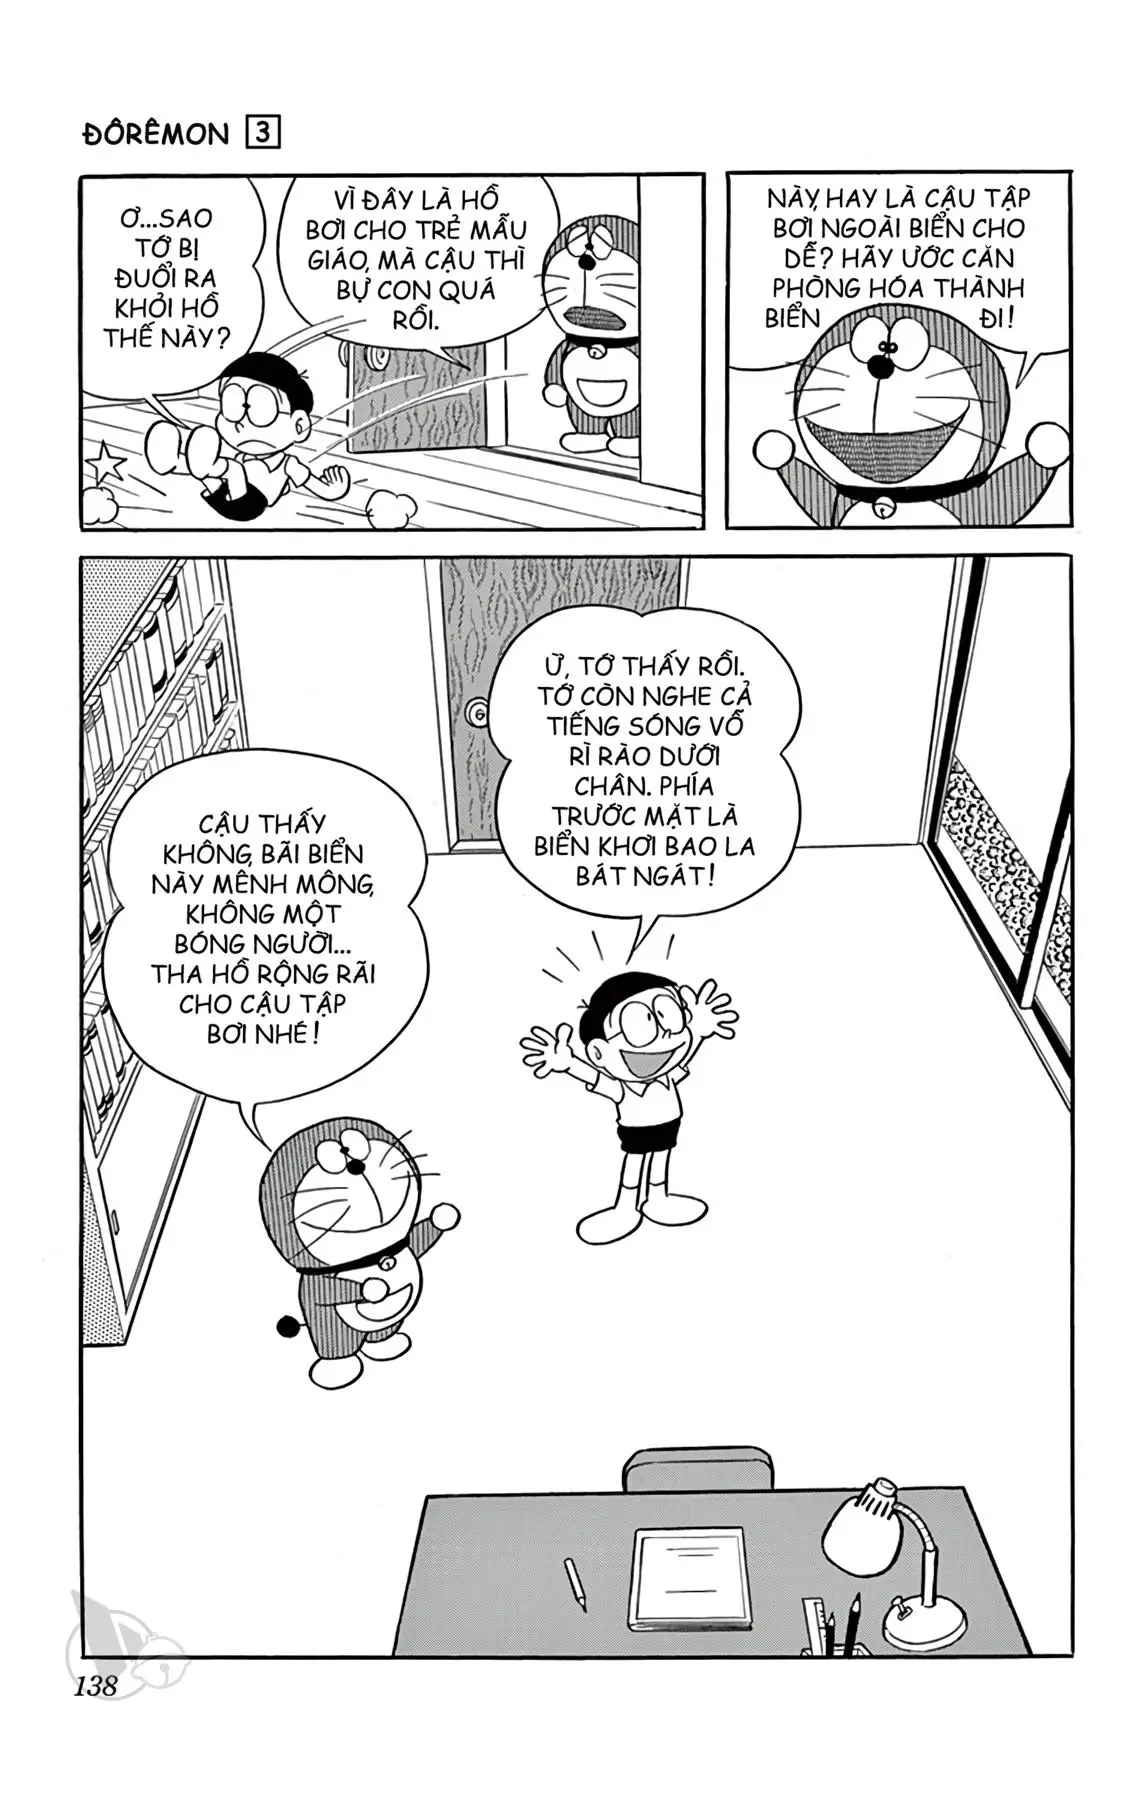 ĐÔRÊMON 3
Ơ...SAO
TỚ BỊ
ĐUỔI RA
KHỎI HỒ
THẾ NÀY?
VÌ ĐÂY LÀ HỒ
BƠI CHO TRẺ MẪU
GIÁO, MÀ CẬU THÌ
BỰ CON QUÁ
RỒI.
NÀY, HAY LÀ CẬU TẬP
BƠI NGOÀI BIỂN CHO
DỄ? HÃY ƯỚC CĂN
PHÒNG HÓA THÀNH
BIỂN ĐI!
Ừ, TỚ THẤY RỒI.
TỚ CÒN NGHE CẢ
TIẾNG SÓNG VỖ
RÌ RÀO DƯỚI
CHÂN. PHÍA
TRƯỚC MẶT LÀ
BIỂN KHƠI BAO LA
BÁT NGÁT!
CẬU THẤY
KHÔNG, BÃI BIỂN
NÀY MÊNH MÔNG,
KHÔNG MỘT
BÓNG NGƯỜI...
THA HỒ RỘNG RÃI
CHO CẬU TẬP
BƠI NHÉ!
138